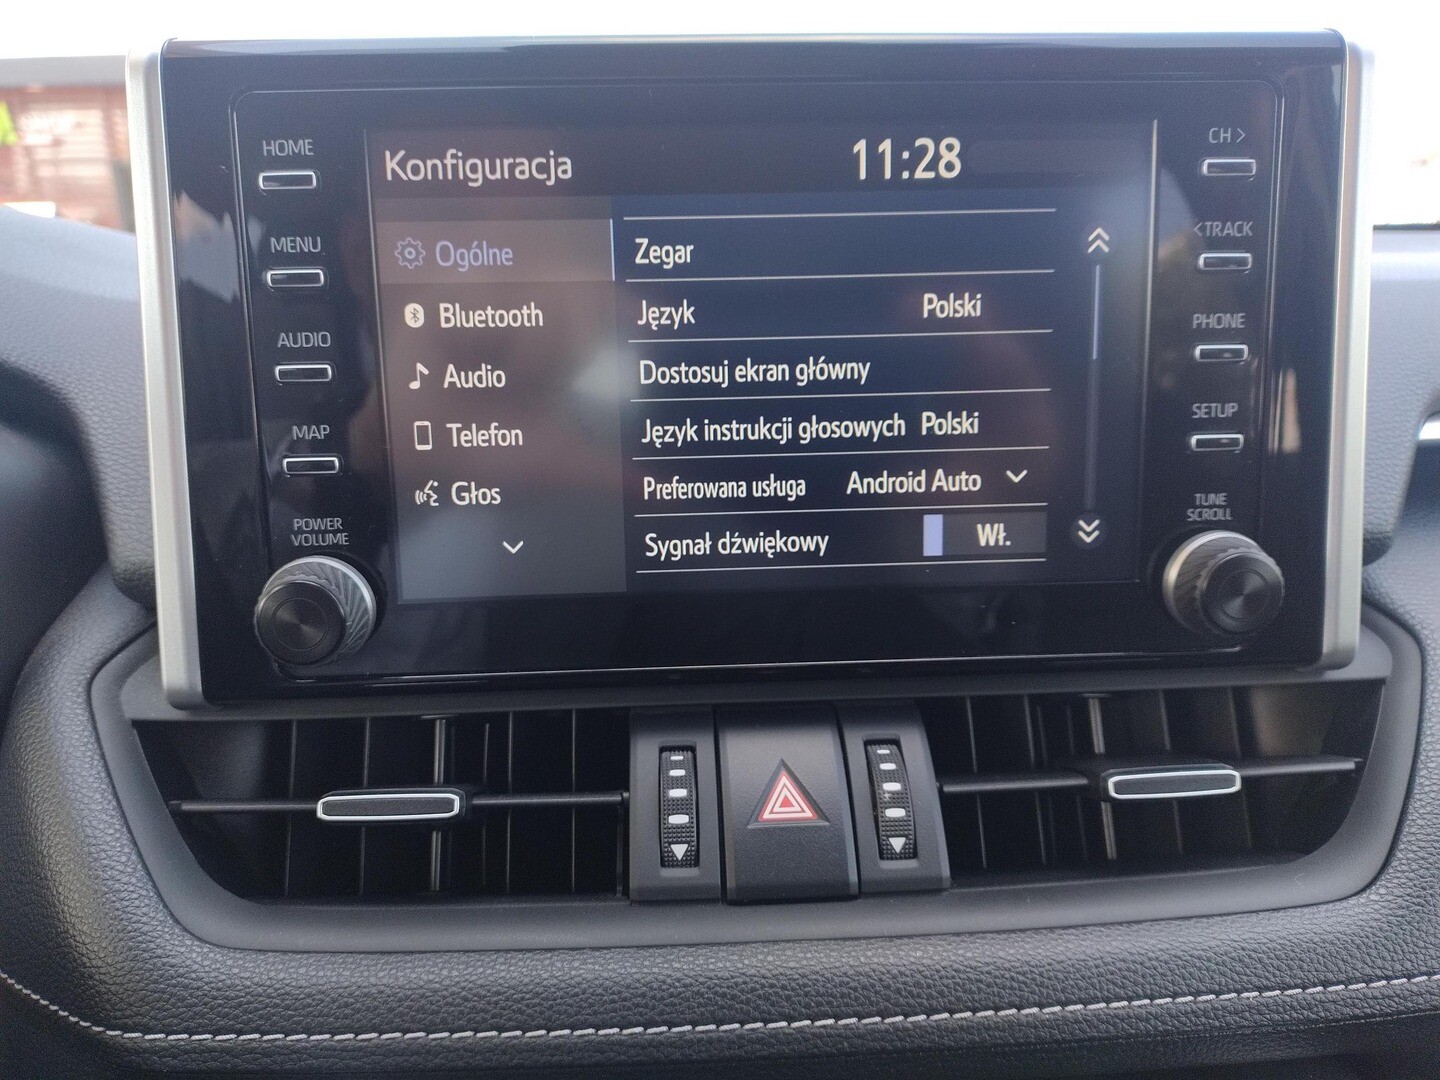 HOME
MENU
AUDIO
MAP
POWER
VOLUME
Konfiguracja 11:28
Ogólne
Bluetooth
Audio
Telefon
Głos
Zegar
Język Polski
Dostosuj ekran główny
Język instrukcji głosowych Polski
Preferowana usługa Android Auto
Sygnał dźwiękowy Wł.
CH >
< TRACK
PHONE
SETUP
TUNE
SCROLL